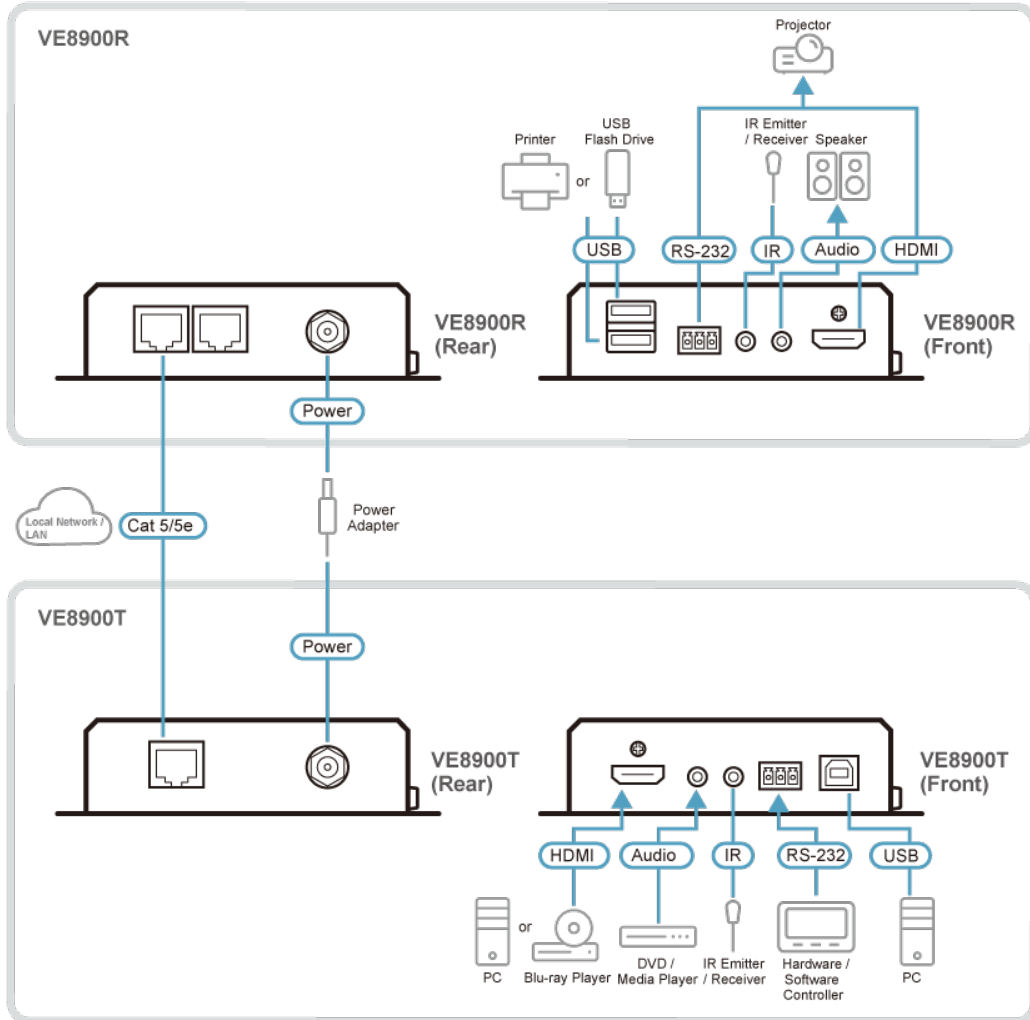 VE8900R
Projector
USB
Flash Drive
IR Emitter
/ Receiver
Speaker
Printer
or
USB
RS-232
IR
Audio
HDMI
VE8900R
(Rear)
VE8900R
(Front)
Power
Local Network /
LAN
Cat 5/5e
Power
Adapter
VE8900T
Power
VE8900T
(Rear)
VE8900T
(Front)
HDMI
Audio
IR
RS-232
USB
PC
or
Blu-ray Player
DVD /
Media Player
IR Emitter
/ Receiver
Hardware /
Software
Controller
PC